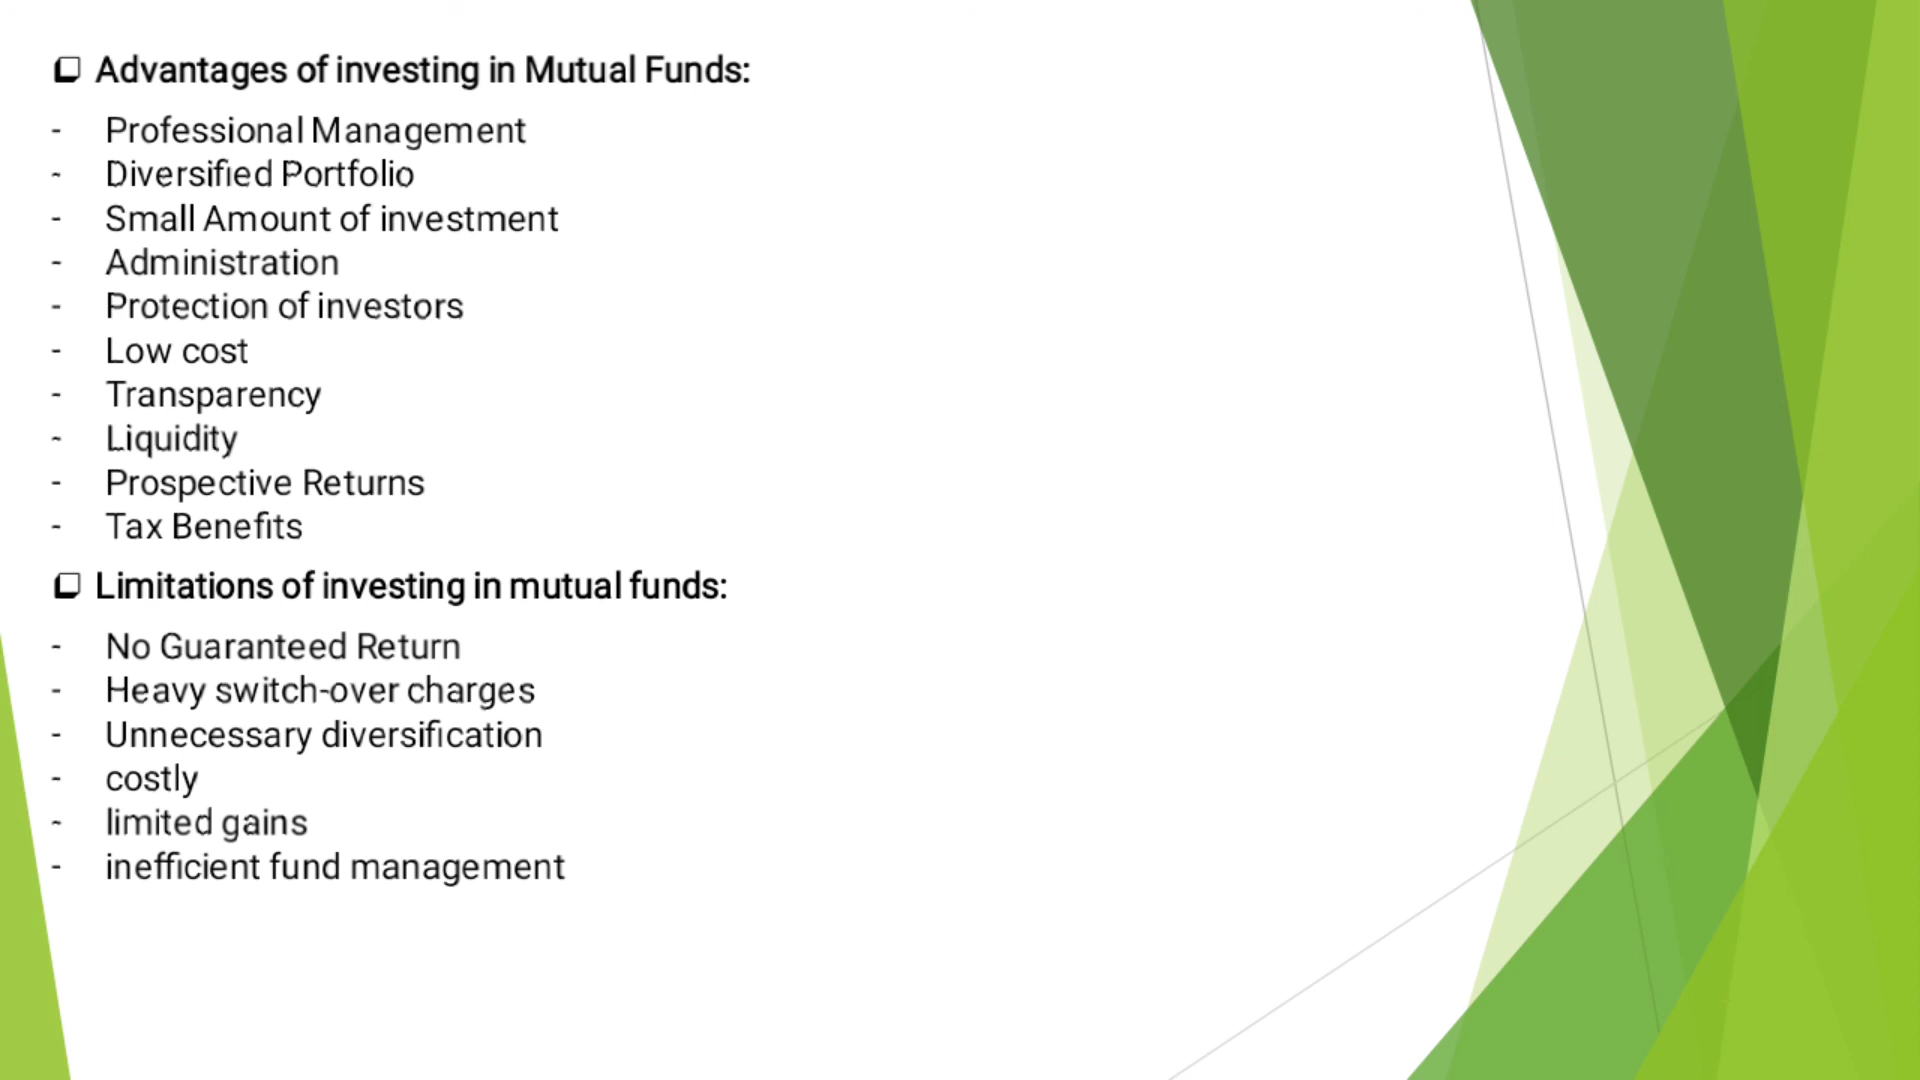 ❑ Advantages of investing in Mutual Funds:
- Professional Management
- Diversified Portfolio
- Small Amount of investment
- Administration
- Protection of investors
- Low cost
- Transparency
- Liquidity
- Prospective Returns
- Tax Benefits
❑ Limitations of investing in mutual funds:
- No Guaranteed Return
- Heavy switch-over charges
- Unnecessary diversification
- costly
- limited gains
- inefficient fund management